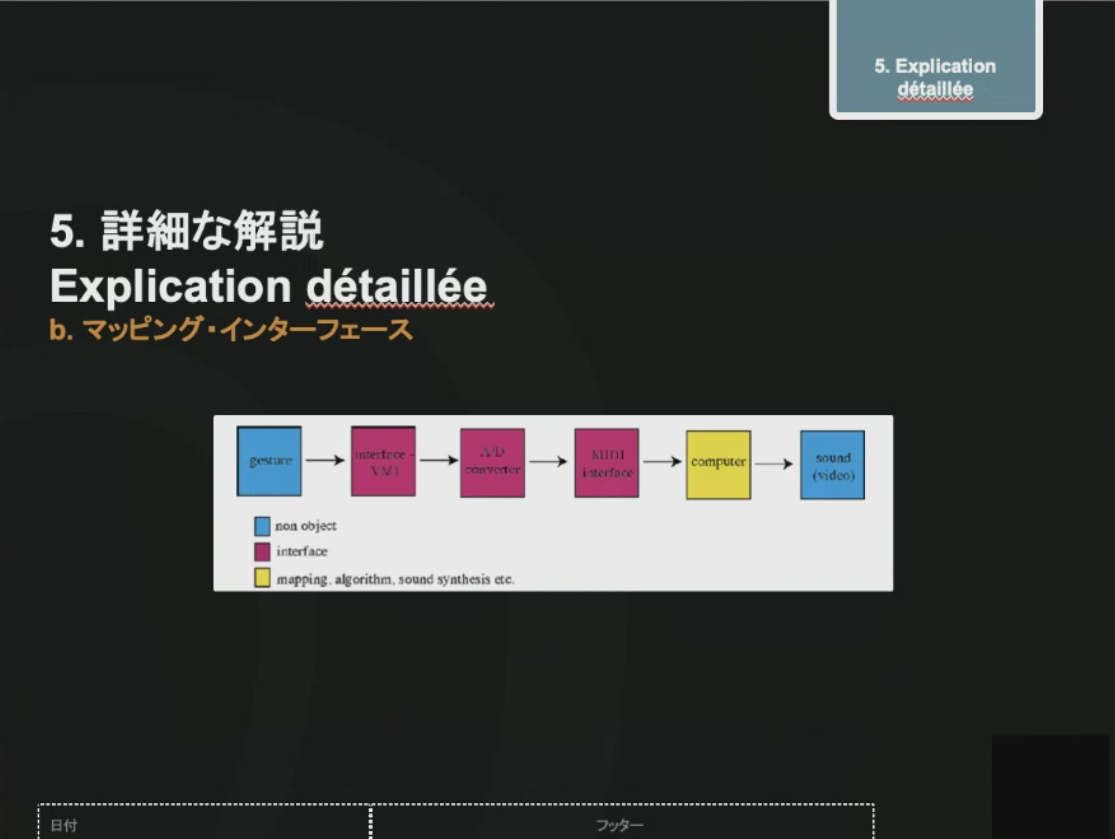 5. Explication
détaillée
5. 詳細な解説
Explication détaillée
b. マッピング・インターフェース
gesture
interface -
VMI
A/D
converter
MIDI
interface
computer
sound
(video)
non object
interface
mapping, algorithm, sound synthesis etc.
日付
フッター